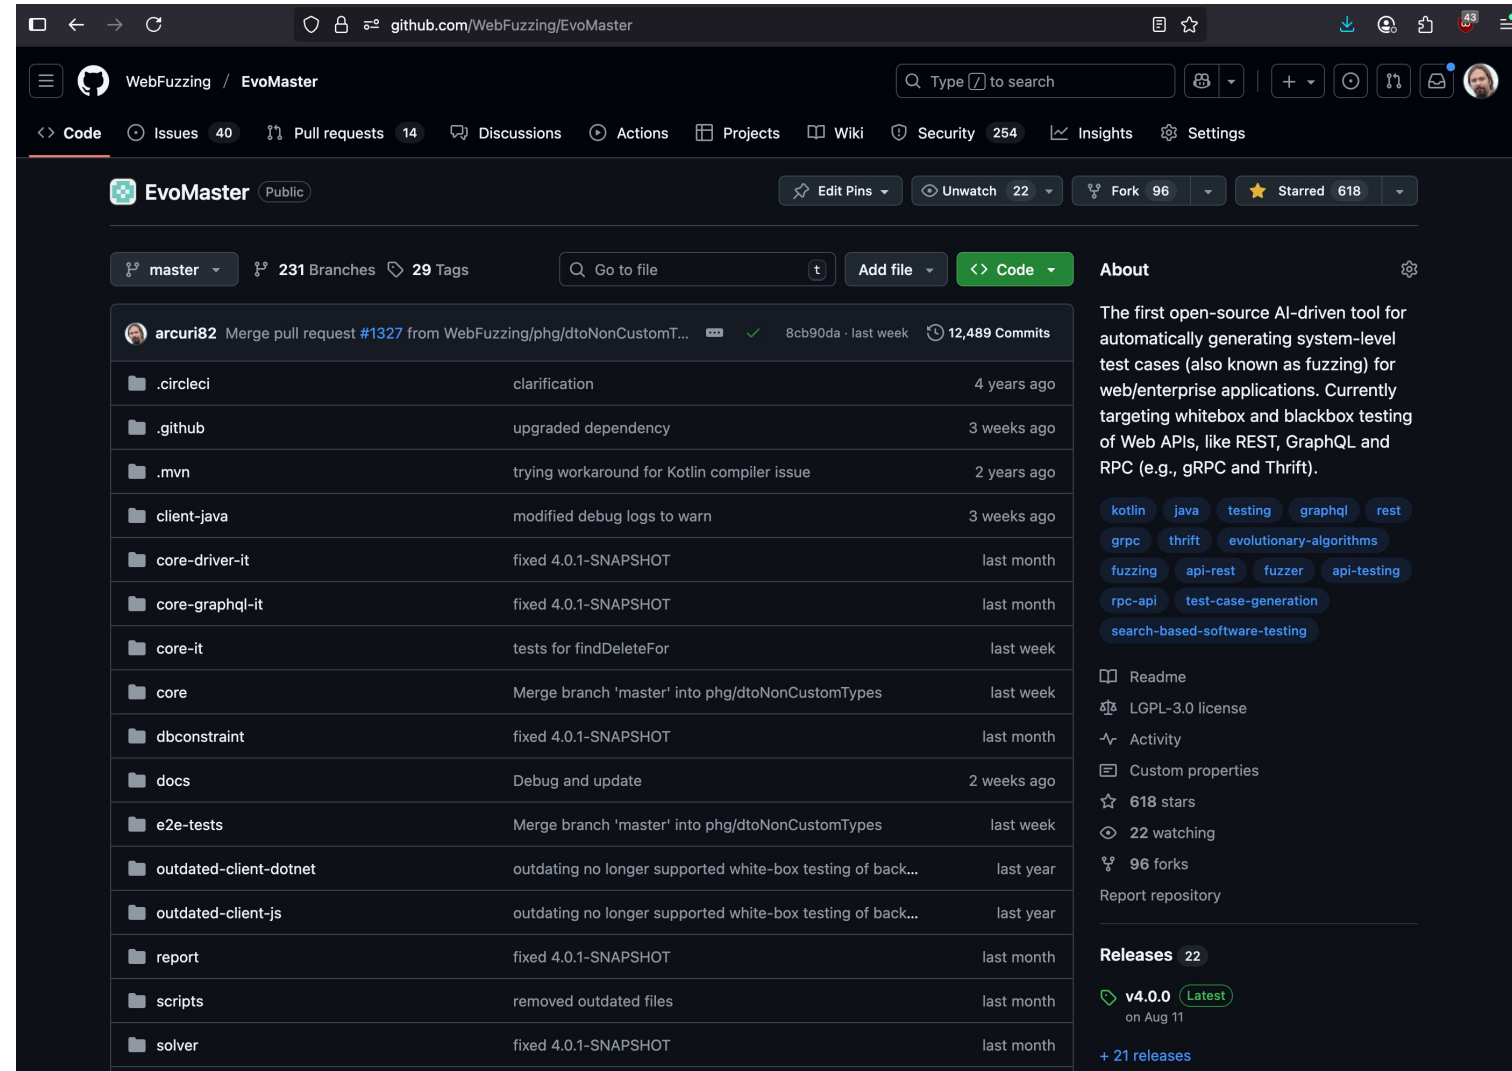 github.com/WebFuzzing/EvoMaster
43
WebFuzzing / EvoMaster
Type / to search
Code
Issues 40
Pull requests 14
Discussions
Actions
Projects
Wiki
Security 254
Insights
Settings
EvoMaster Public
Edit Pins
Unwatch 22
Fork 96
Starred 618
master
231 Branches
29 Tags
Go to file t
Add file
<> Code
arcuri82 Merge pull request #1327 from WebFuzzing/phg/dtoNonCustomT... 8cb90da · last week 12,489 Commits
.circleci clarification 4 years ago
.github upgraded dependency 3 weeks ago
.mvn trying workaround for Kotlin compiler issue 2 years ago
client-java modified debug logs to warn 3 weeks ago
core-driver-it fixed 4.0.1-SNAPSHOT last month
core-graphql-it fixed 4.0.1-SNAPSHOT last month
core-it tests for findDeleteFor last week
core Merge branch 'master' into phg/dtoNonCustomTypes last week
dbconstraint fixed 4.0.1-SNAPSHOT last month
docs Debug and update 2 weeks ago
e2e-tests Merge branch 'master' into phg/dtoNonCustomTypes last week
outdated-client-dotnet outdating no longer supported white-box testing of back... last year
outdated-client-js outdating no longer supported white-box testing of back... last year
report fixed 4.0.1-SNAPSHOT last month
scripts removed outdated files last month
solver fixed 4.0.1-SNAPSHOT last month
About
The first open-source AI-driven tool for
automatically generating system-level
test cases (also known as fuzzing) for
web/enterprise applications. Currently
targeting whitebox and blackbox testing
of Web APIs, like REST, GraphQL and
RPC (e.g., gRPC and Thrift).
kotlin java testing graphql rest
grpc thrift evolutionary-algorithms
fuzzing api-rest fuzzer api-testing
rpc-api test-case-generation
search-based-software-testing
Readme
LGPL-3.0 license
Activity
Custom properties
618 stars
22 watching
96 forks
Report repository
Releases 22
v4.0.0 Latest
on Aug 11
+ 21 releases